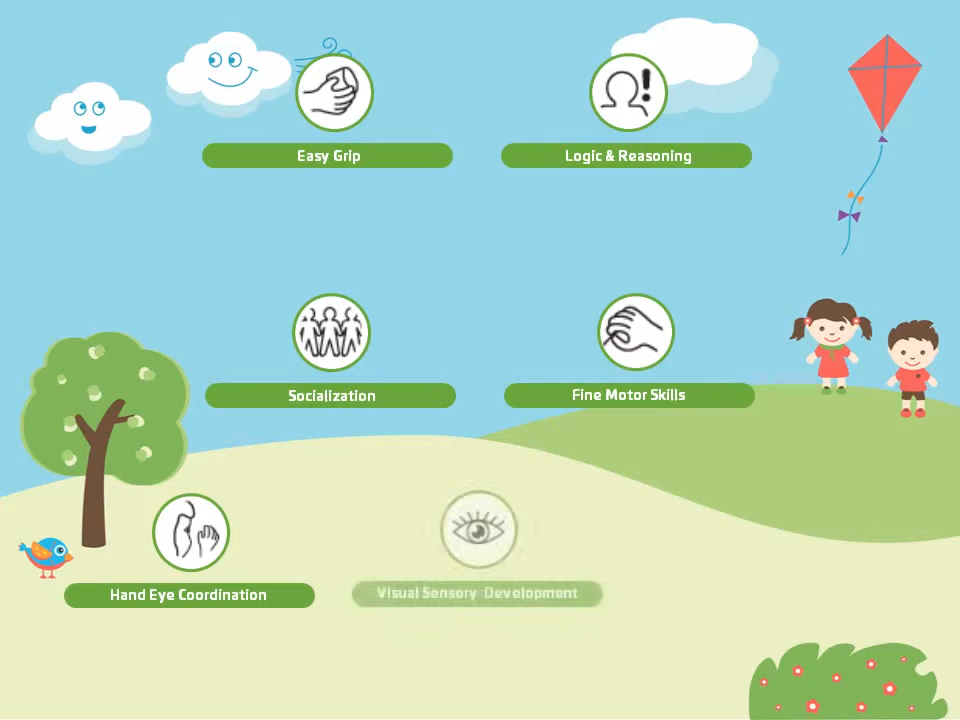 Easy Grip
Logic & Reasoning
Socialization
Fine Motor Skills
Hand Eye Coordination
Visual Sensory Development